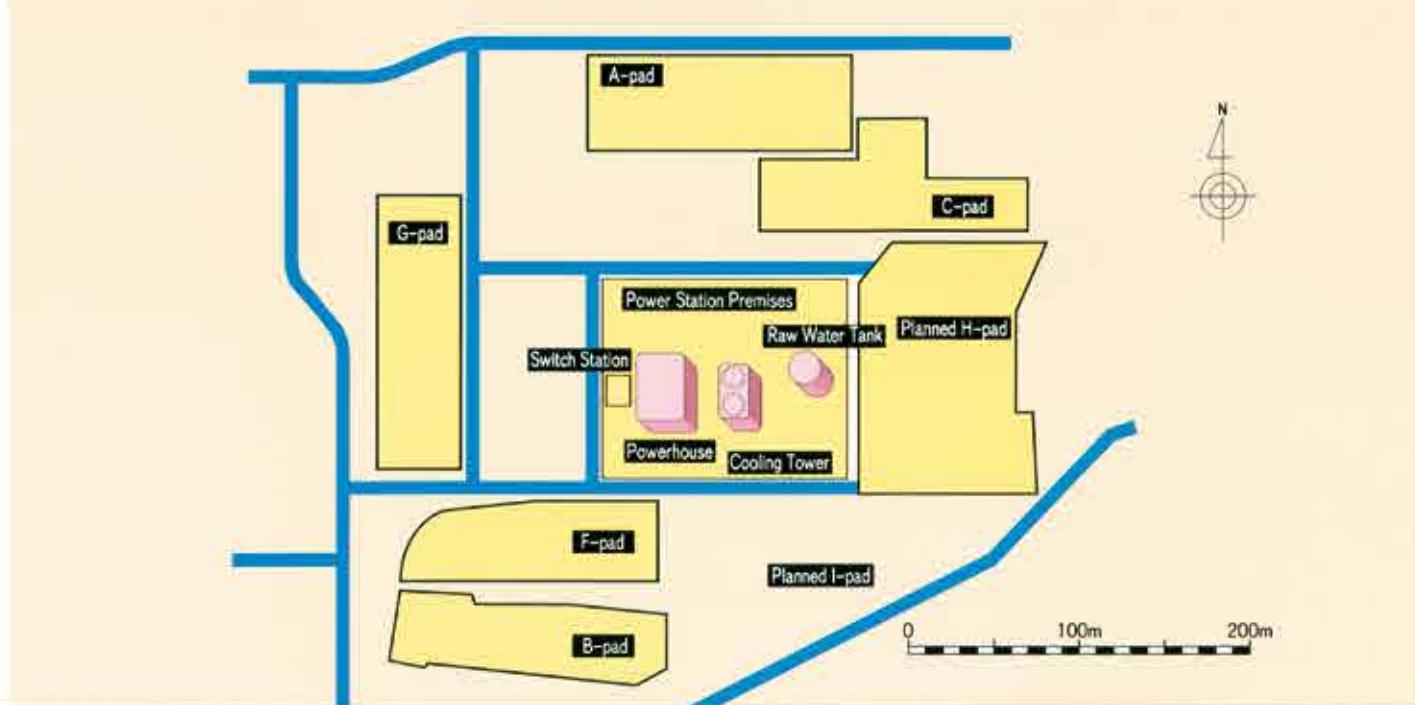 A-pad
N
C-pad
G-pad
Power Station Premises
Raw Water Tank
Planned H-pad
Switch Station
Powerhouse
Cooling Tower
F-pad
Planned I-pad
B-pad
0
100m
200m